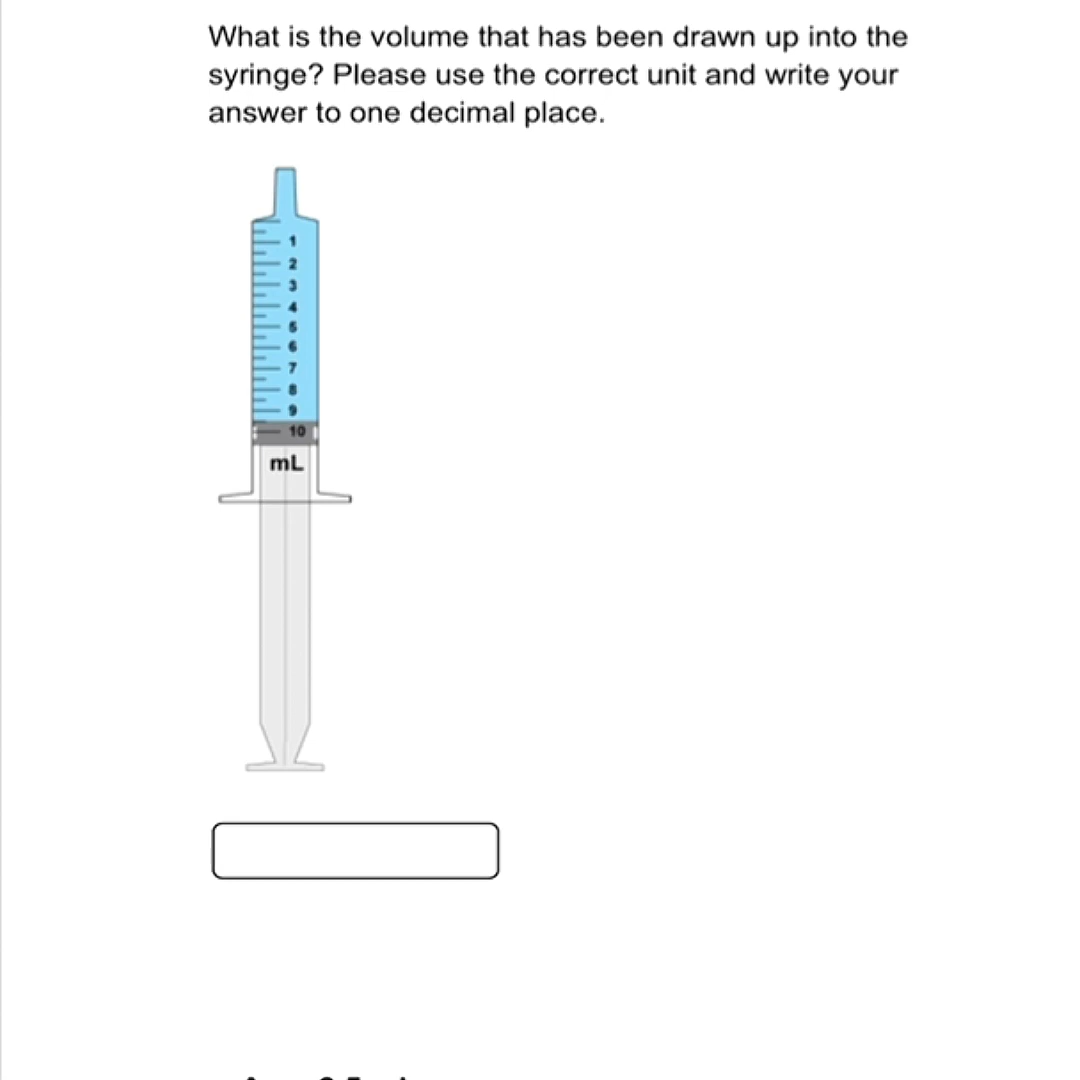 What is the volume that has been drawn up into the
syringe? Please use the correct unit and write your
answer to one decimal place.
1
2
3
4
5
6
7
8
9
10
mL